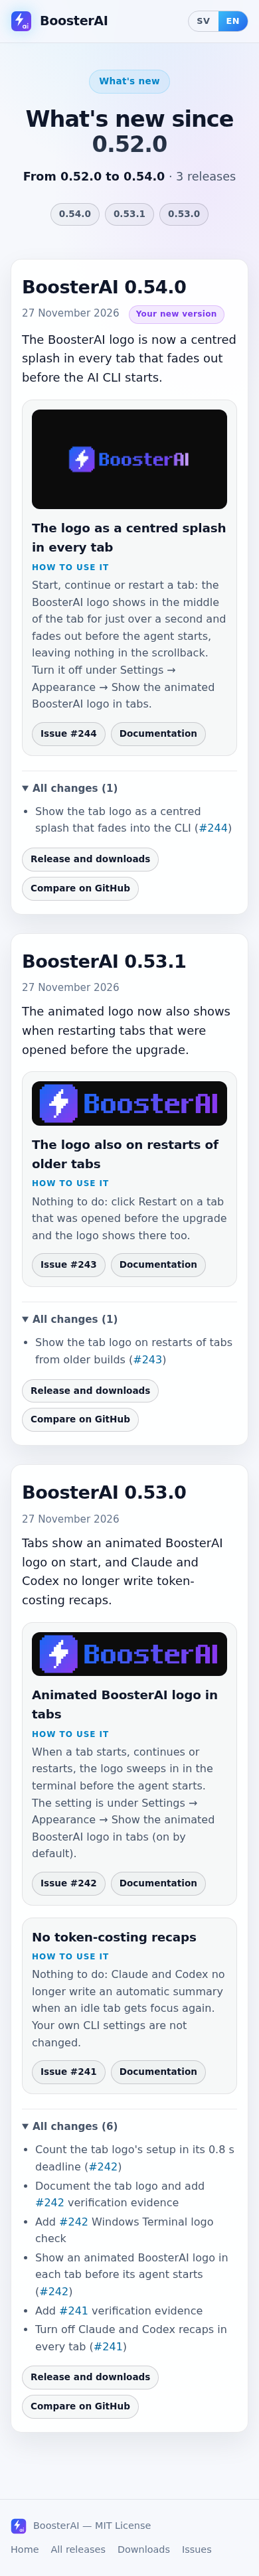 BoosterAI
SV EN
What's new
What's new since
0.52.0
From 0.52.0 to 0.54.0 · 3 releases
0.54.0 0.53.1 0.53.0
BoosterAI 0.54.0
27 November 2026 Your new version
The BoosterAI logo is now a centred
splash in every tab that fades out
before the AI CLI starts.
BoosterAI
The logo as a centred splash
in every tab
HOW TO USE IT
Start, continue or restart a tab: the
BoosterAI logo shows in the middle
of the tab for just over a second and
fades out before the agent starts,
leaving nothing in the scrollback.
Turn it off under Settings →
Appearance → Show the animated
BoosterAI logo in tabs.
Issue #244 Documentation
▼ All changes (1)
• Show the tab logo as a centred
splash that fades into the CLI (#244)
Release and downloads
Compare on GitHub
BoosterAI 0.53.1
27 November 2026
The animated logo now also shows
when restarting tabs that were
opened before the upgrade.
BoosterAI
The logo also on restarts of
older tabs
HOW TO USE IT
Nothing to do: click Restart on a tab
that was opened before the upgrade
and the logo shows there too.
Issue #243 Documentation
▼ All changes (1)
• Show the tab logo on restarts of tabs
from older builds (#243)
Release and downloads
Compare on GitHub
BoosterAI 0.53.0
27 November 2026
Tabs show an animated BoosterAI
logo on start, and Claude and
Codex no longer write token-
costing recaps.
BoosterAI
Animated BoosterAI logo in
tabs
HOW TO USE IT
When a tab starts, continues or
restarts, the logo sweeps in in the
terminal before the agent starts.
The setting is under Settings →
Appearance → Show the animated
BoosterAI logo in tabs (on by
default).
Issue #242 Documentation
No token-costing recaps
HOW TO USE IT
Nothing to do: Claude and Codex no
longer write an automatic summary
when an idle tab gets focus again.
Your own CLI settings are not
changed.
Issue #241 Documentation
▼ All changes (6)
• Count the tab logo's setup in its 0.8 s
deadline (#242)
• Document the tab logo and add
#242 verification evidence
• Add #242 Windows Terminal logo
check
• Show an animated BoosterAI logo in
each tab before its agent starts
(#242)
• Add #241 verification evidence
• Turn off Claude and Codex recaps in
every tab (#241)
Release and downloads
Compare on GitHub
BoosterAI — MIT License
Home All releases Downloads Issues